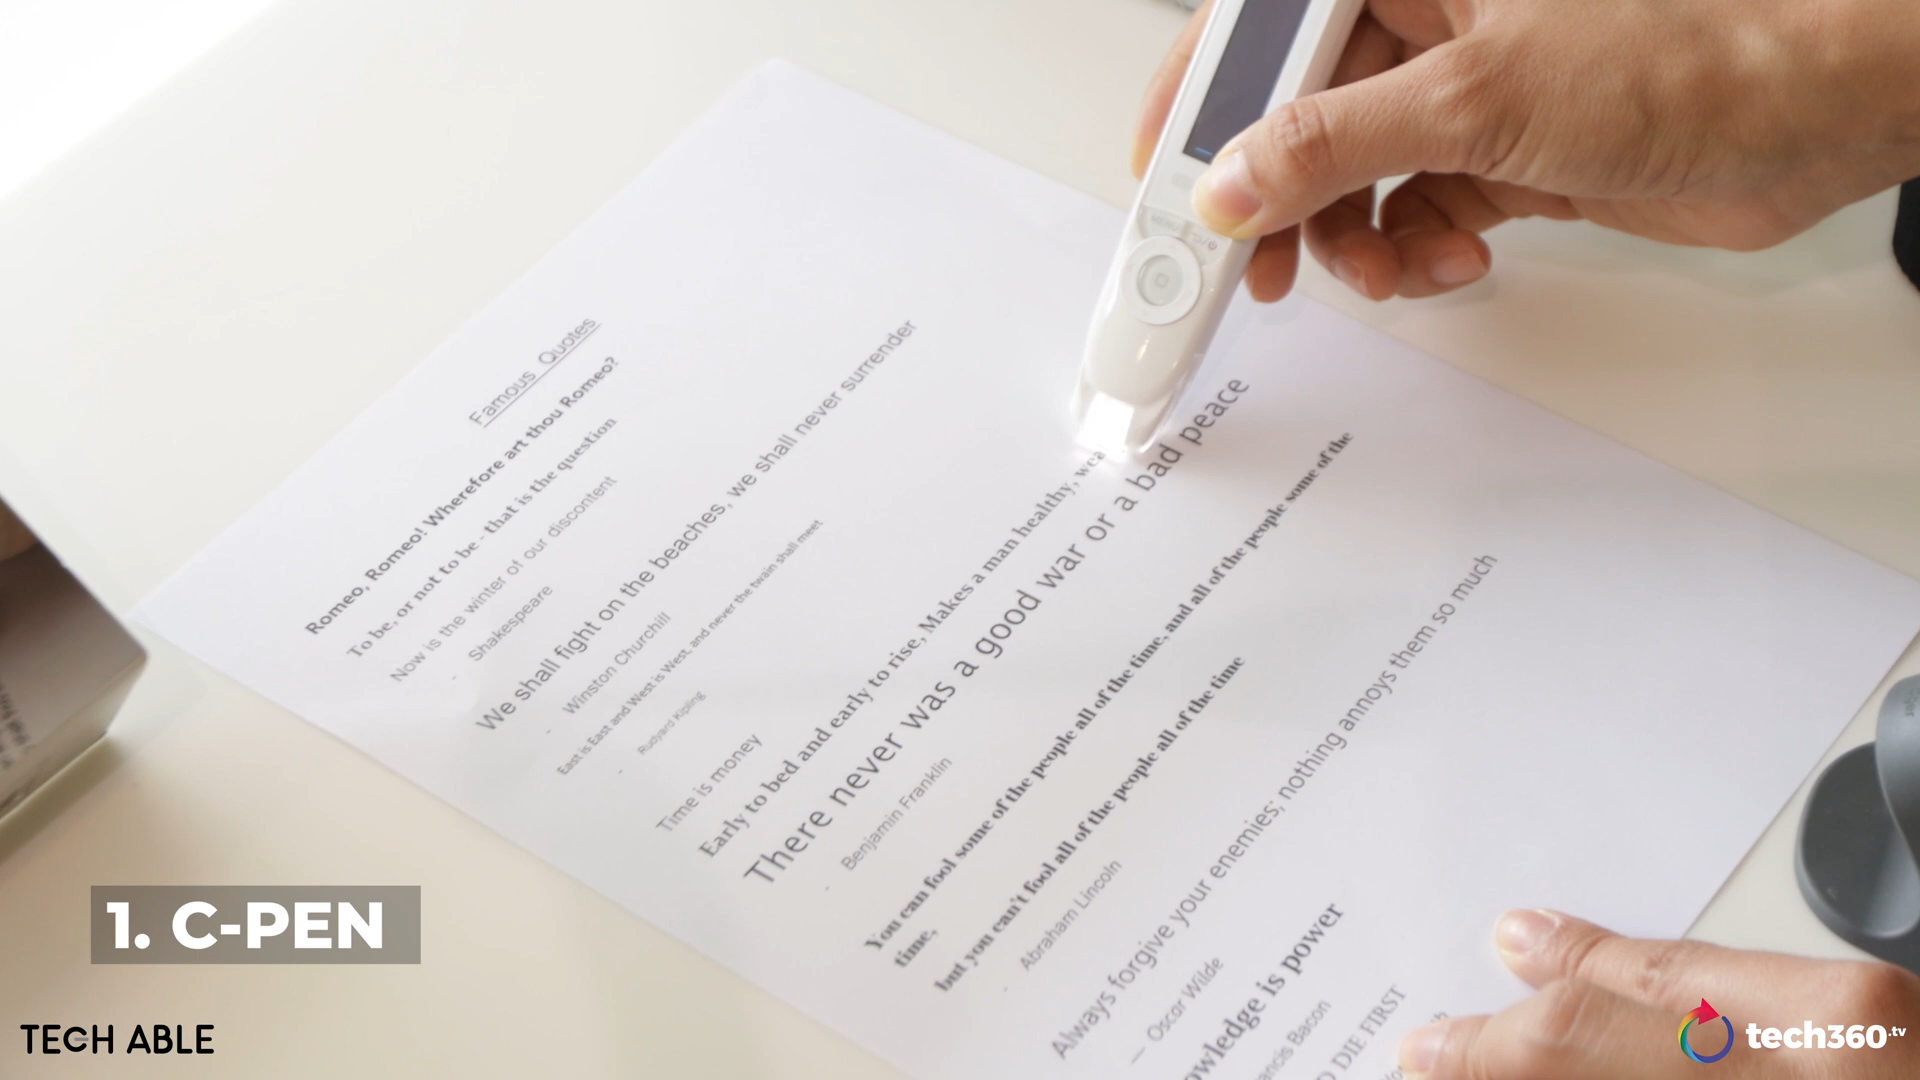 Famous Quotes
Romeo, Romeo! Wherefore art thou Romeo?
To be, or not to be - that is the question
Now is the winter of our discontent
Shakespeare
We shall fight on the beaches, we shall never surrender
Winston Churchill
East is East and West is West, and never the twain shall meet
Rudyard Kipling
Time is money
Early to bed and early to rise, Makes a man healthy, wea
There never was a good war or a bad peace
Benjamin Franklin
You can fool some of the people all of the time, and all of the people some of the
time,
but you can't fool all of the people all of the time
Abraham Lincoln
Always forgive your enemies; nothing annoys them so much
— Oscar Wilde
owledge is power
ancis Bacon
DIE FIRST
1. C-PEN
TECH ABLE
tech360.tv